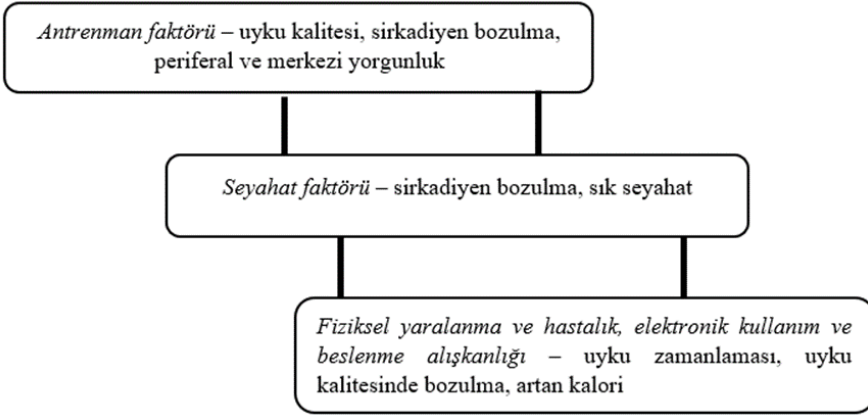 Antrenman faktörü – uyku kalitesi, sirkadiyen bozulma,
periferal ve merkezi yorgunluk
Seyahat faktörü – sirkadiyen bozulma, sık seyahat
Fiziksel yaralanma ve hastalık, elektronik kullanım ve
beslenme alışkanlığı – uyku zamanlaması, uyku
kalitesinde bozulma, artan kalori